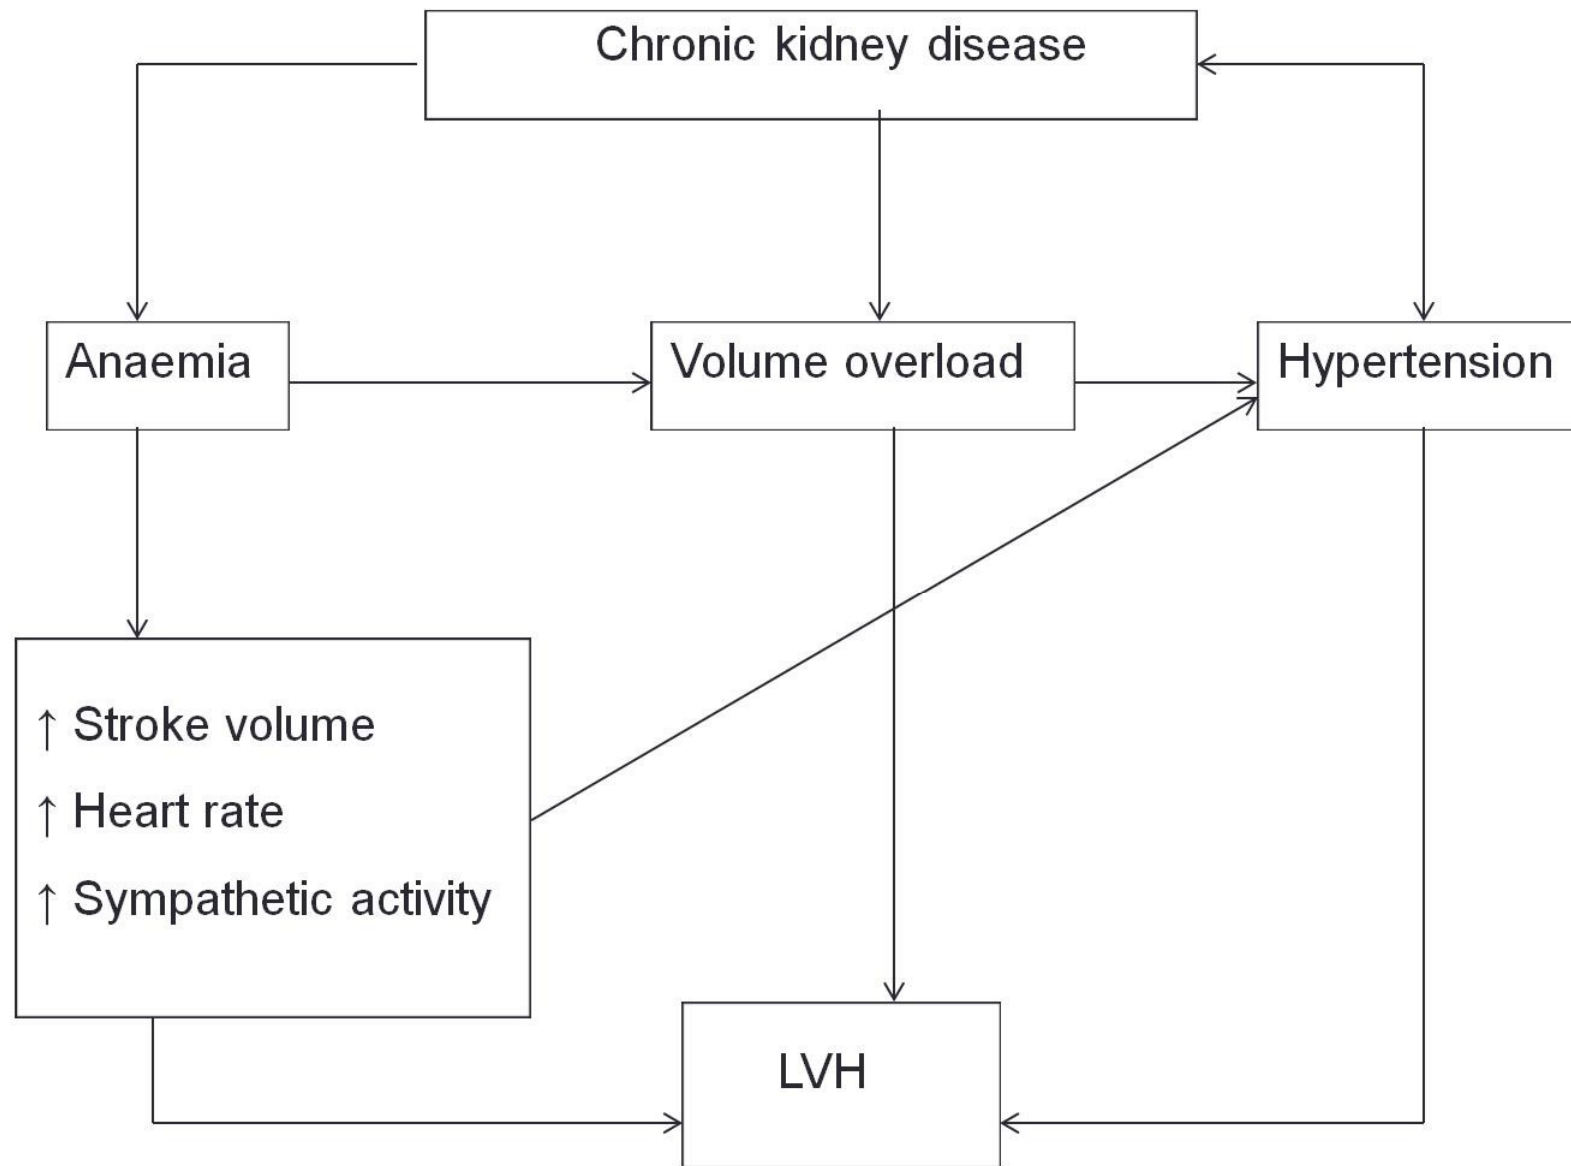 Chronic kidney disease
Anaemia
Volume overload
Hypertension
↑ Stroke volume
↑ Heart rate
↑ Sympathetic activity
LVH